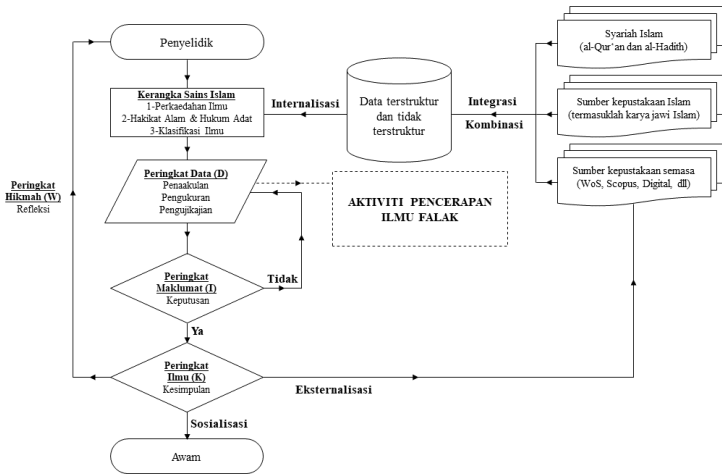 Penyelidik
Kerangka Sains Islam
1-Perkaedahan Ilmu
2-Hakikat Alam & Hukum Adat
3-Klasifikasi Ilmu
Internalisasi
Data terstruktur
dan tidak
terstruktur
Integrasi
Kombinasi
Syariah Islam
(al-Qur'an dan al-Hadith)
Sumber kepustakaan Islam
(termasuklah karya jawi Islam)
Sumber kepustakaan semasa
(WoS, Scopus, Digital, dll)
Peringkat Data (D)
Penaakulan
Pengukuran
Pengujikajian
AKTIVITI PENCERAPAN
ILMU FALAK
Peringkat
Hikmah (W)
Refleksi
Peringkat
Maklumat (I)
Keputusan
Tidak
Ya
Peringkat
Ilmu (K)
Kesimpulan
Eksternalisasi
Sosialisasi
Awam